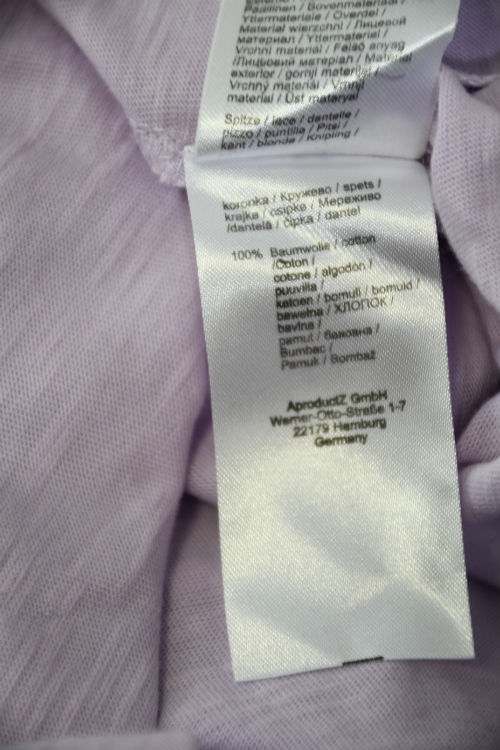 Yttermateriale / Overdel /
Material wierzchni / Лицевой
материал / Yttermaterial /
Vrchní materiál / Felső anyag
/Лицьовий матеріал / Material
exterior / gornji materijal /
Vrchný materiál / Vrhnji
material / Üst materyal
Spitze / lace / dentelle /
pizzo / puntilla / Pitsi /
kant / blonde / Knipling /
koronka / Кружево / spets /
krajka / csipke / Мереживо
/dantelă / čipka / dantel
100% Baumwolle / cotton
/Coton /
cotone / algodón /
puuvilla /
katoen / bomull / bomuld /
bawełna / ХЛОПОК /
bavlna /
pamut / бавовна /
Bumbac /
Pamuk / Bombaž
AproductZ GmbH
Werner-Otto-Straße 1-7
22179 Hamburg
Germany